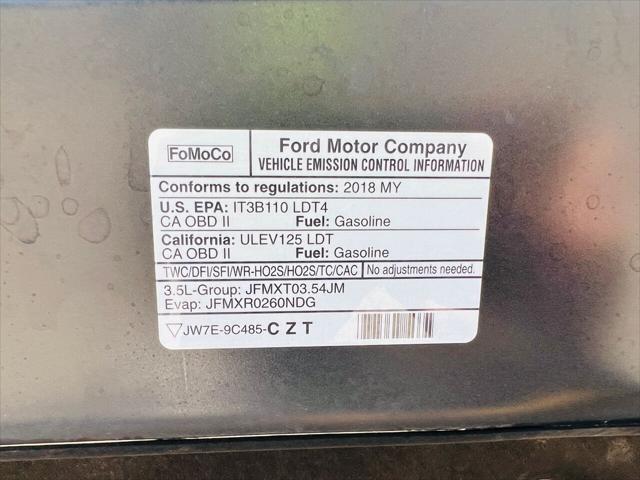 FoMoCo
Ford Motor Company
VEHICLE EMISSION CONTROL INFORMATION
Conforms to regulations: 2018 MY
U.S. EPA: IT3B110 LDT4
CA OBD II Fuel: Gasoline
California: ULEV125 LDT
CA OBD II Fuel: Gasoline
TWC/DFI/SFI/WR-HO2S/HO2S/TC/CAC No adjustments needed.
3.5L-Group: JFMXT03.54JM
Evap: JFMXR0260NDG
JW7E-9C485-C Z T